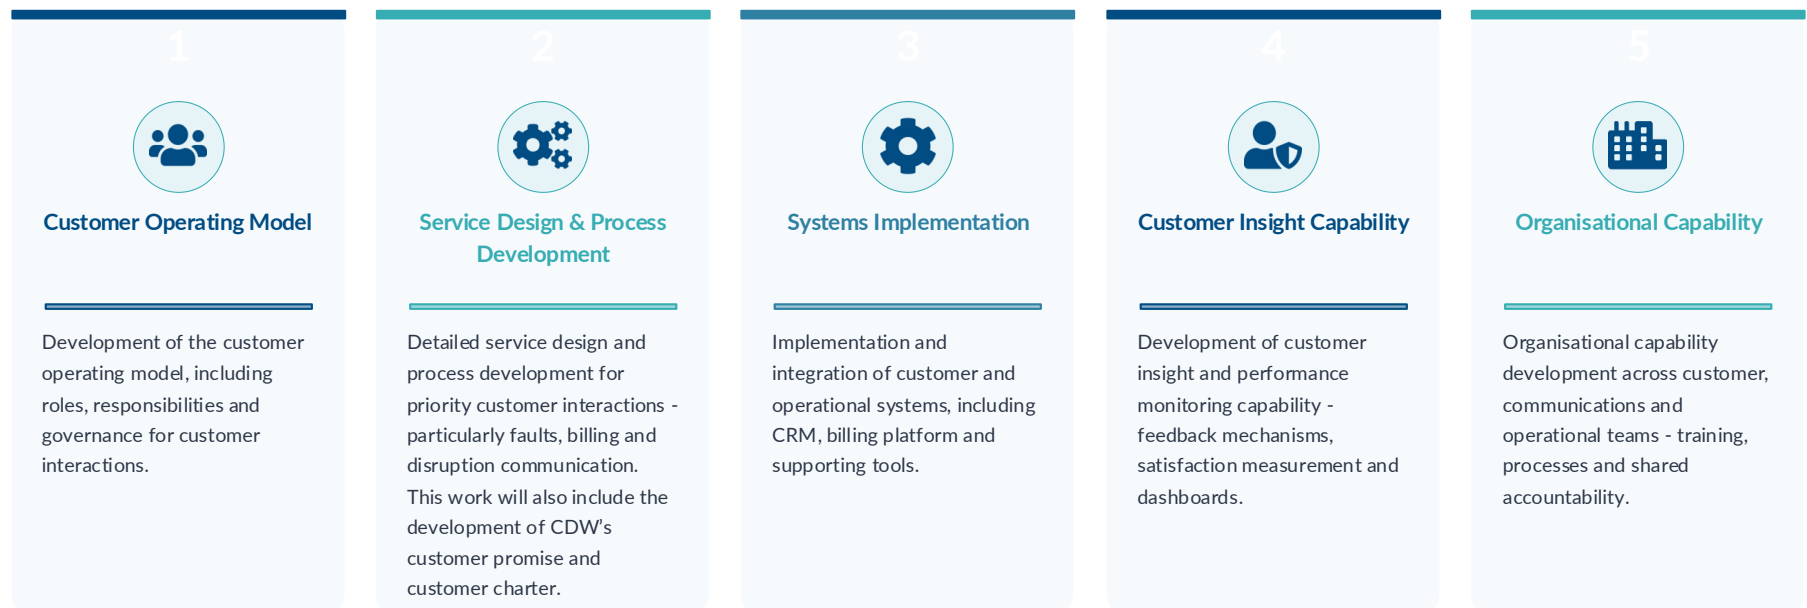 1
Customer Operating Model
Development of the customer
operating model, including
roles, responsibilities and
governance for customer
interactions.
2
Service Design & Process
Development
Detailed service design and
process development for
priority customer interactions -
particularly faults, billing and
disruption communication.
This work will also include the
development of CDW's
customer promise and
customer charter.
3
Systems Implementation
Implementation and
integration of customer and
operational systems, including
CRM, billing platform and
supporting tools.
4
Customer Insight Capability
Development of customer
insight and performance
monitoring capability -
feedback mechanisms,
satisfaction measurement and
dashboards.
5
Organisational Capability
Organisational capability
development across customer,
communications and
operational teams - training,
processes and shared
accountability.